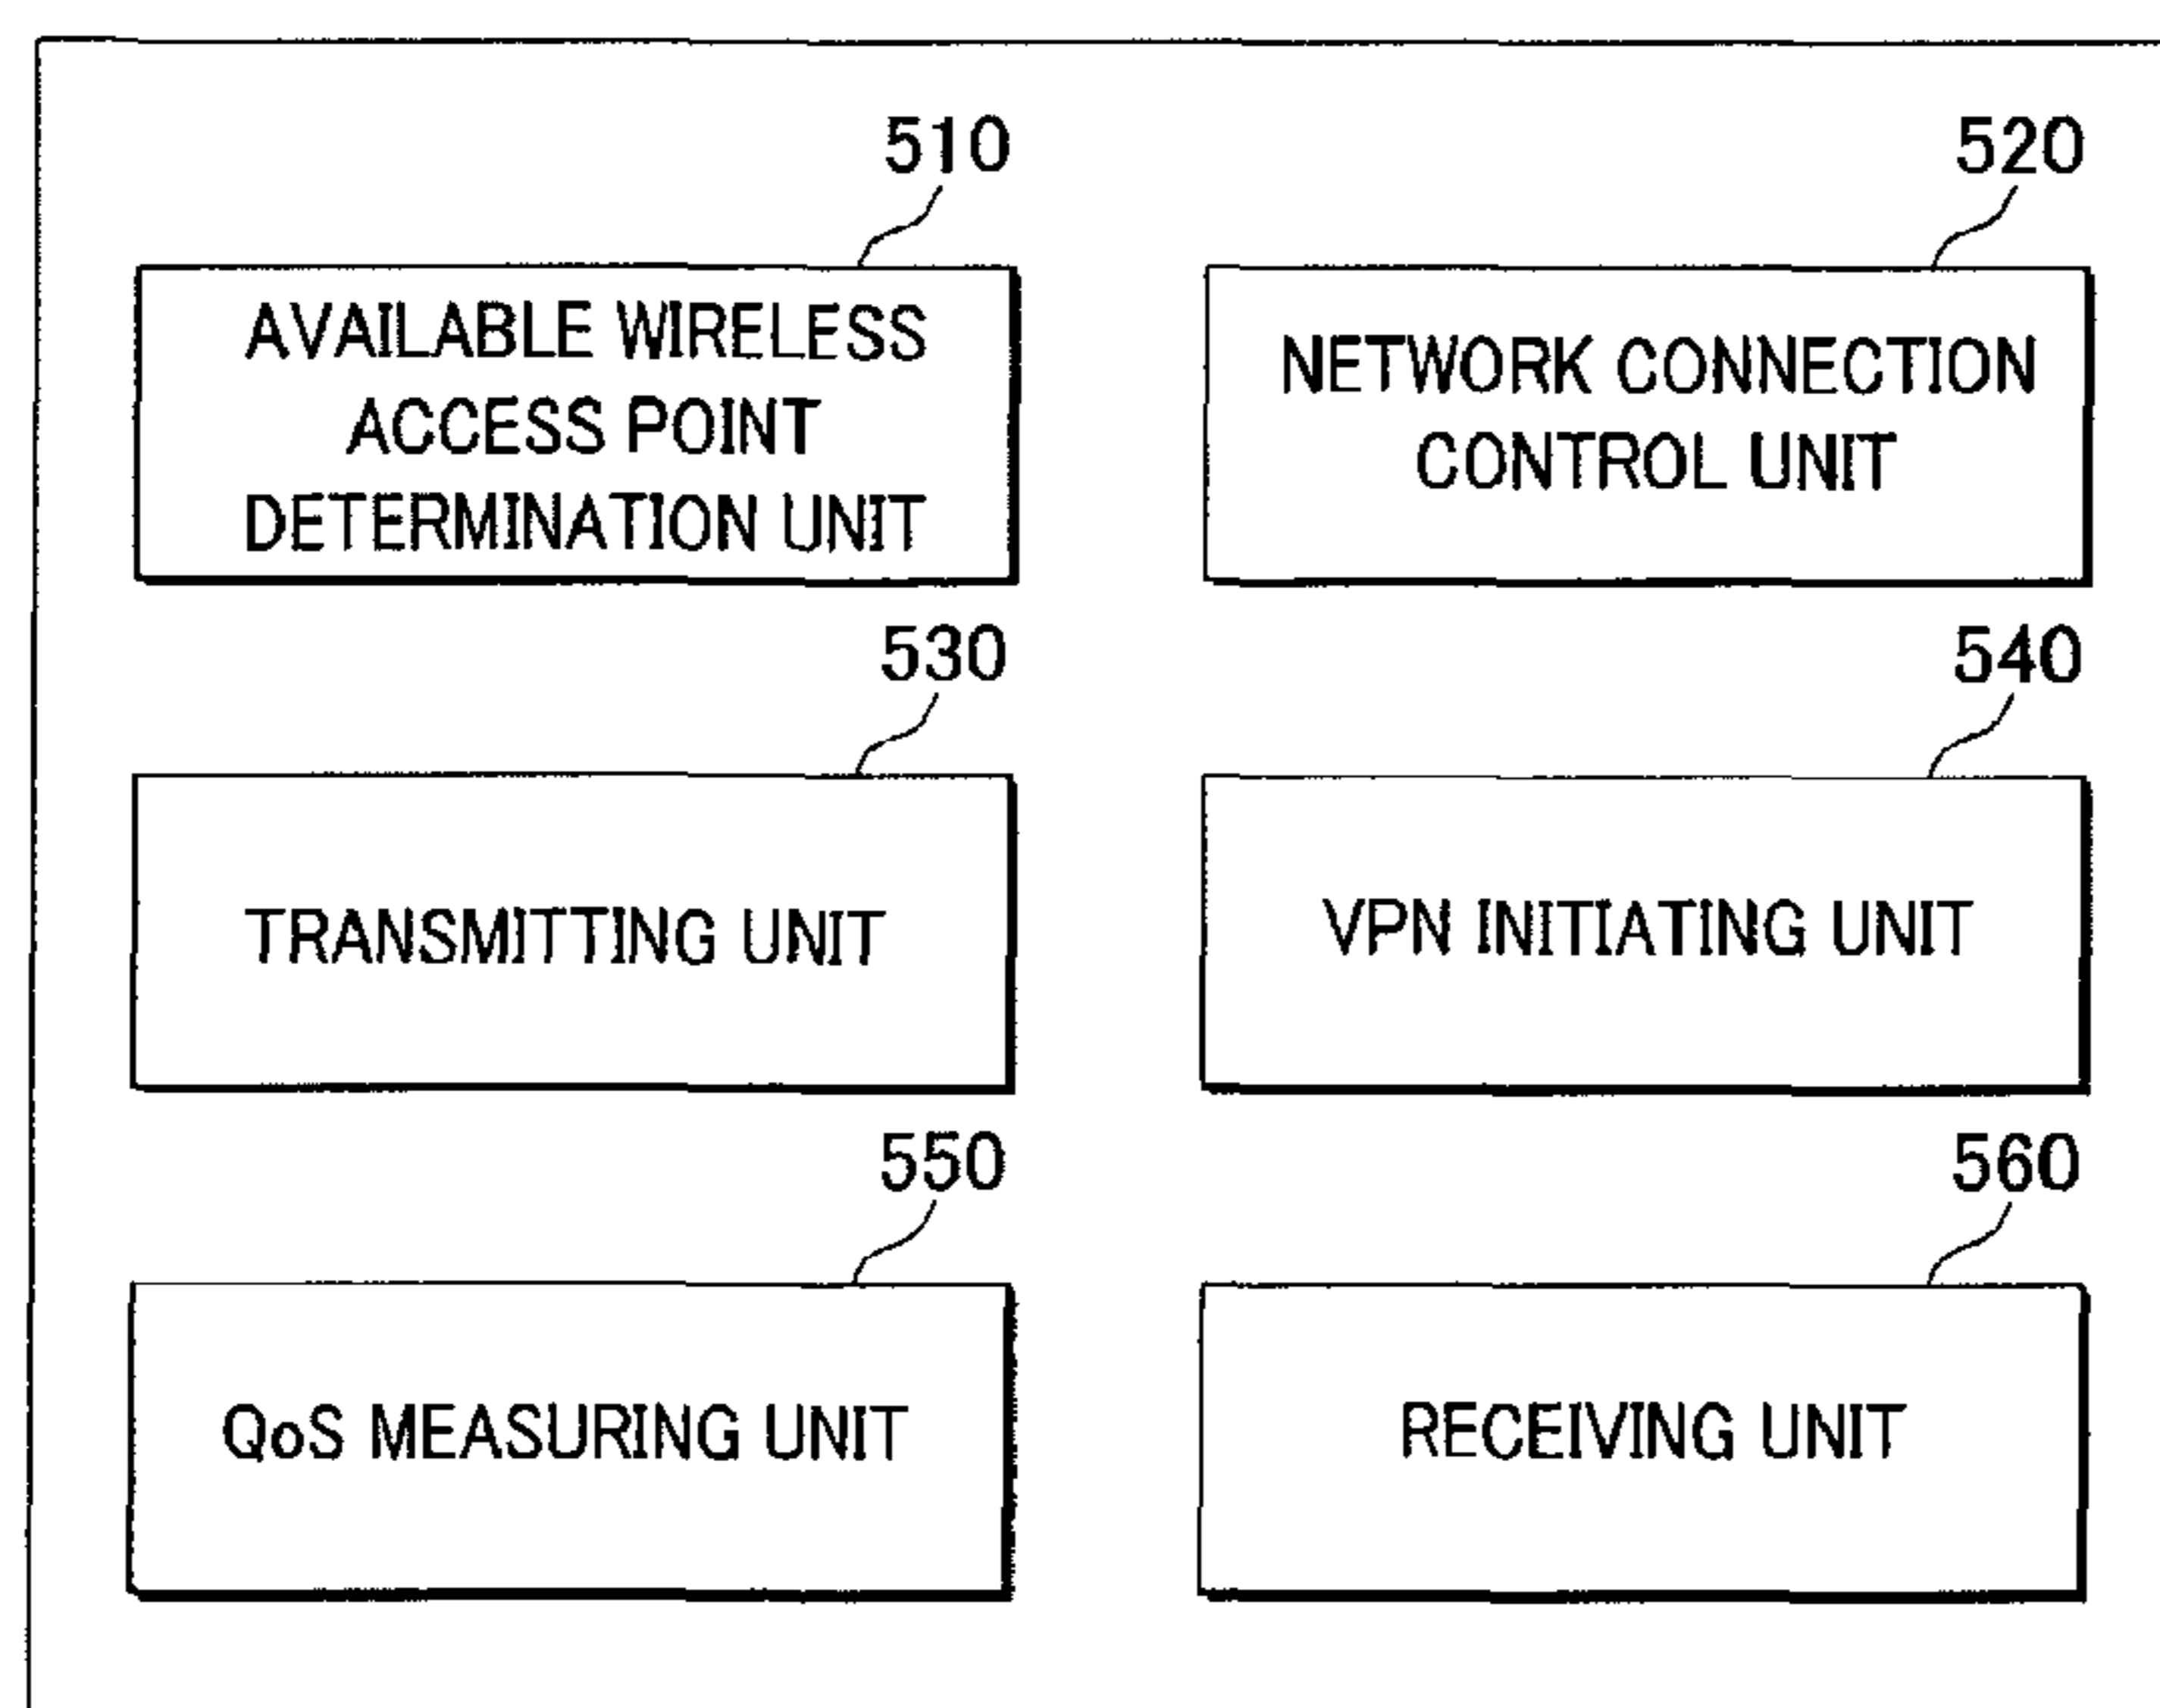 510
AVAILABLE WIRELESS
ACCESS POINT
DETERMINATION UNIT
520
NETWORK CONNECTION
CONTROL UNIT
530
TRANSMITTING UNIT
540
VPN INITIATING UNIT
550
QoS MEASURING UNIT
560
RECEIVING UNIT